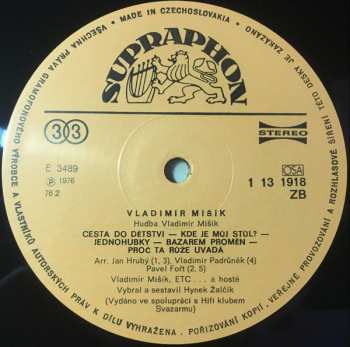 VŠECHNA PRÁVA GRAMOFONOVÉHO VÝROBCE A VLASTNÍKŮ AUTORSKÝCH PRÁV K DÍLU VYHRAŽENA. POŘIZOVÁNÍ KOPIÍ, VEŘEJNÉ PROVOZOVÁNÍ A ROZHLASOVÉ ŠÍŘENÍ TÉTO DESKY JE ZAKÁZÁNO
• MADE IN CZECHOSLOVAKIA •
SUPRAPHON
33
STEREO
E 3489
℗ 1976
76 2
OSA
1 13 1918
ZB
VLADIMÍR MIŠÍK
Hudba Vladimír Mišík
CESTA DO DĚTSTVÍ — KDE JE MŮJ STŮL? —
JEDNOHUBKY — BAZAREM PROMĚN —
PROČ TA RŮŽE UVADÁ
Arr. Jan Hrubý (1, 3), Vladimír Padrůněk (4)
Pavel Fořt (2, 5)
Vladimír Mišík, ETC ... a hosté
Vybral a sestavil Hynek Žalčík
(Vydáno ve spolupráci s Hifi klubem
Svazarmu)